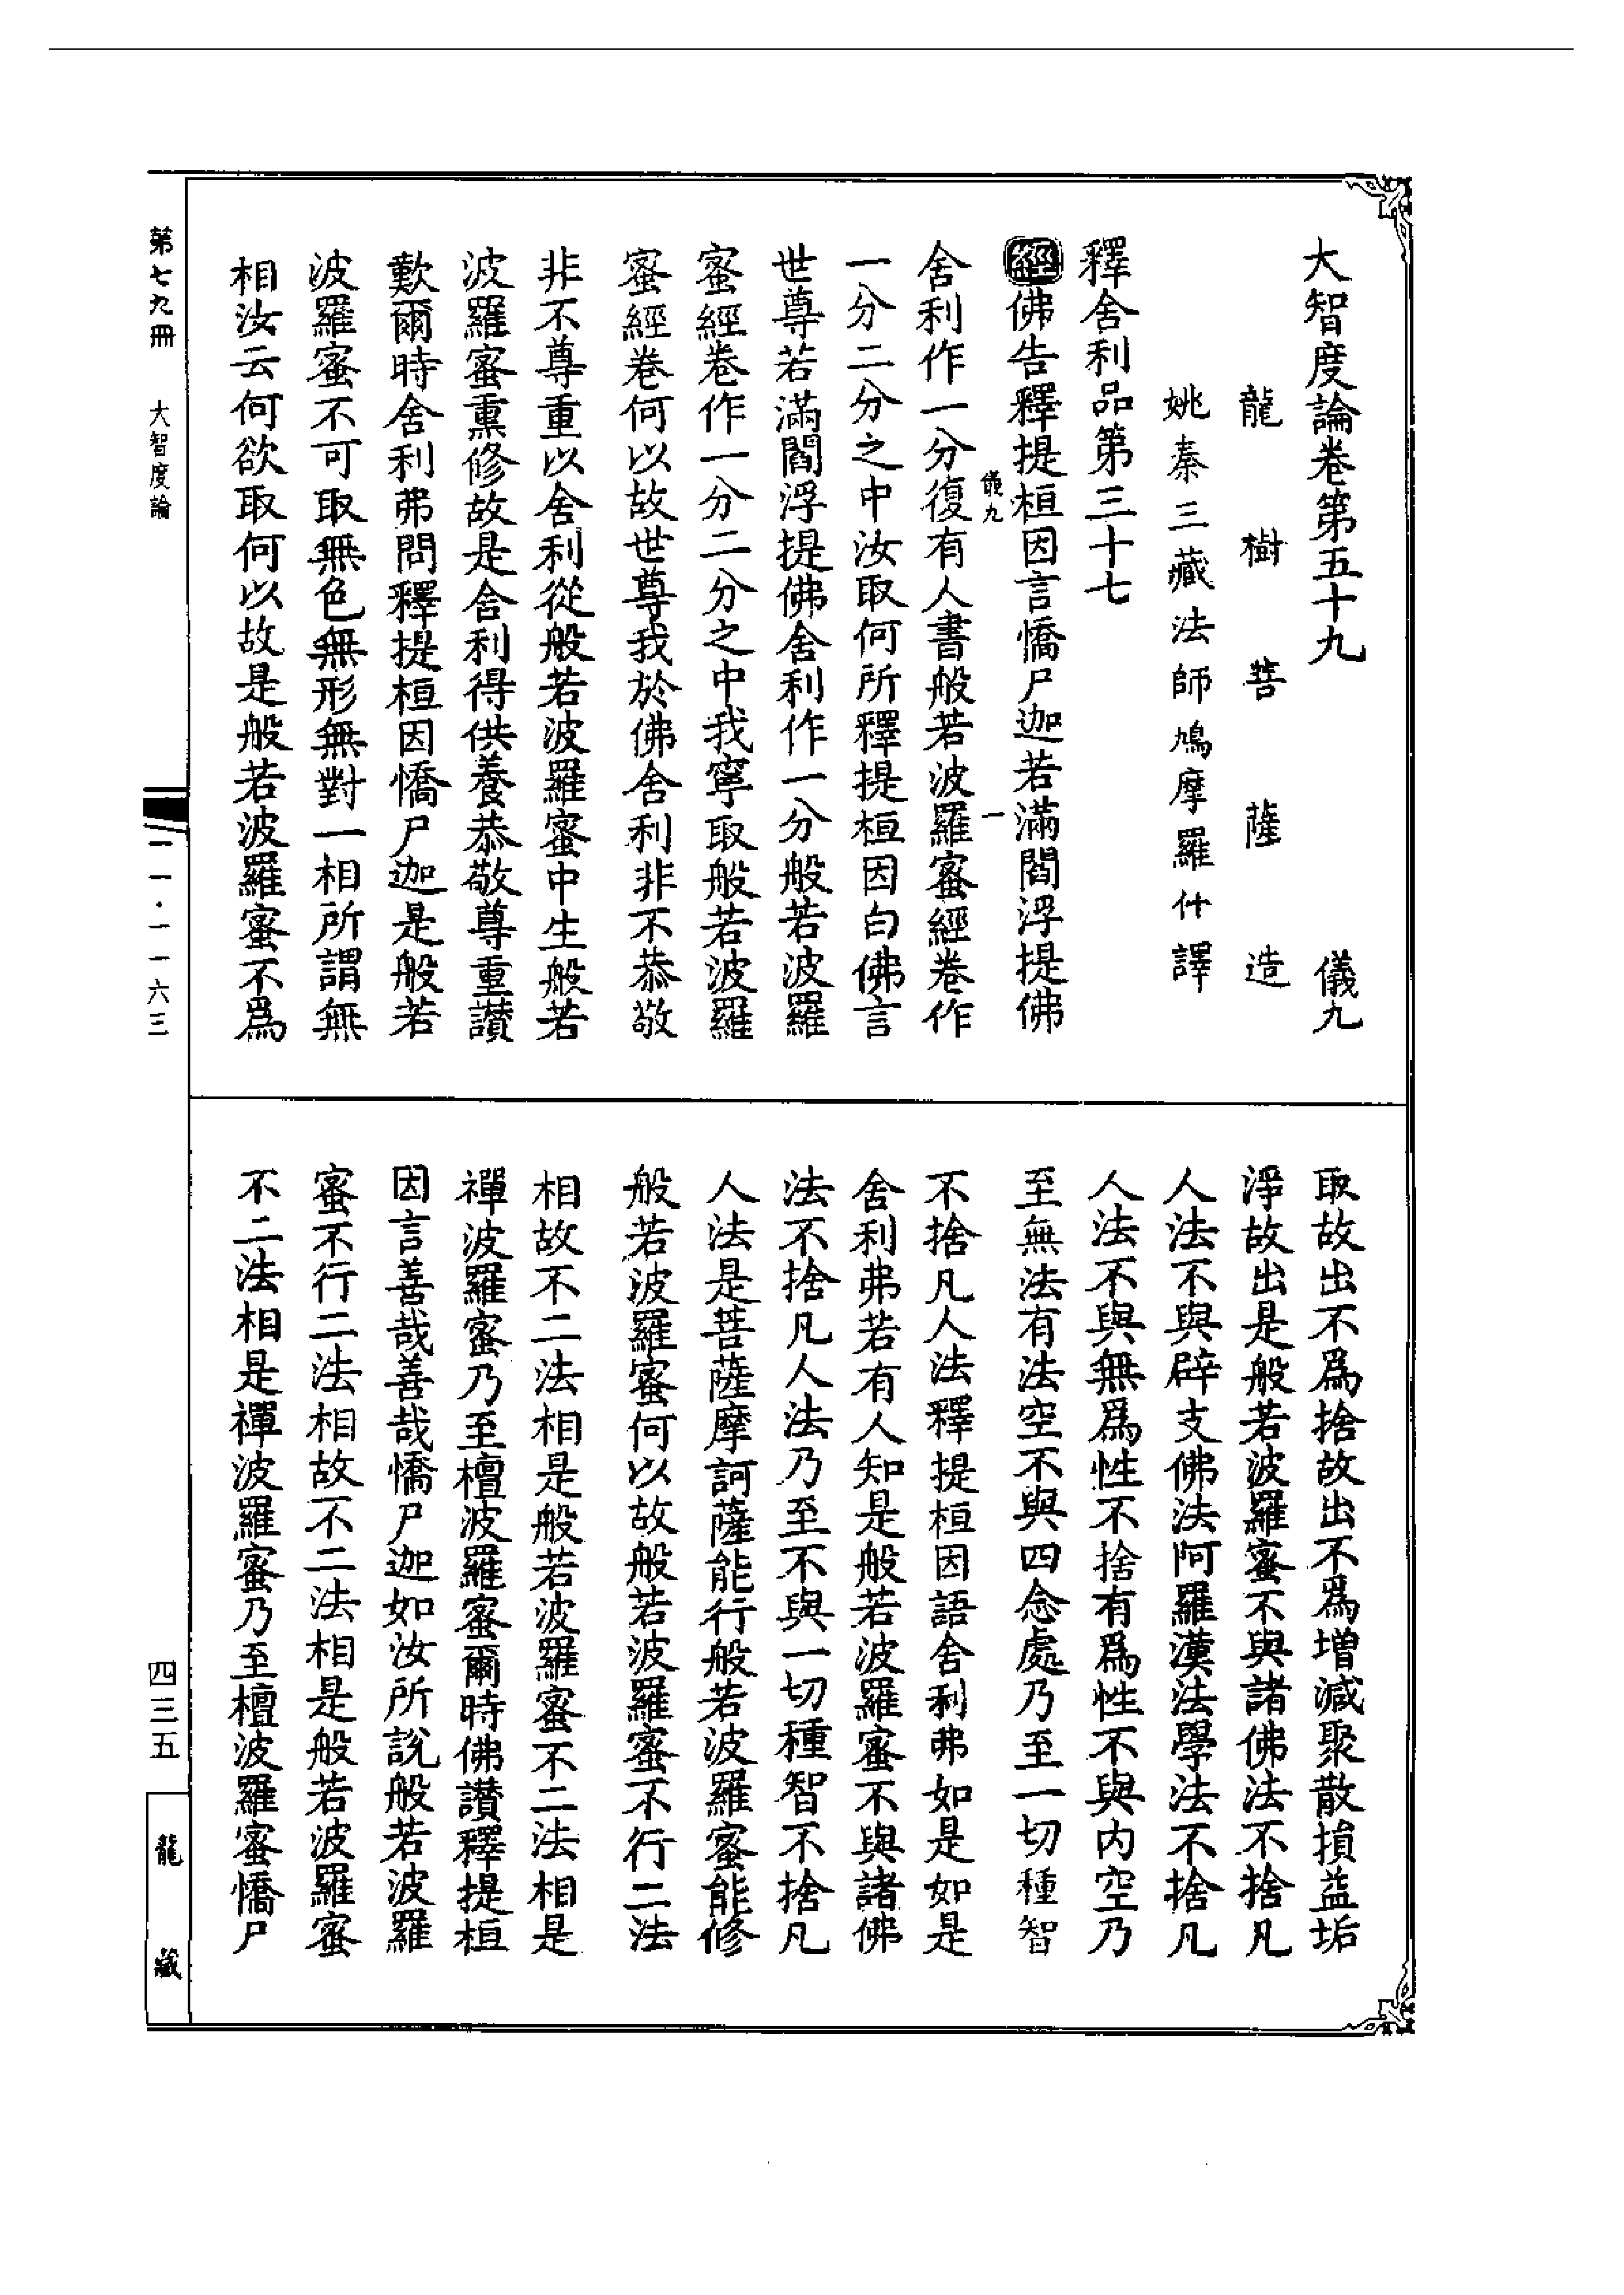 大智度論卷第五十九 儀九
龍樹菩薩造
姚秦三藏法師鳩摩羅什譯
釋舍利品第三十七
經佛告釋提桓因言憍尸迦若滿閻浮提佛
儀九 一
舍利作一分復有人書般若波羅蜜經卷作
一分二分之中汝取何所釋提桓因白佛言
世尊若滿閻浮提佛舍利作一分般若波羅
蜜經卷作一分二分之中我寧取般若波羅
蜜經卷何以故世尊我於佛舍利非不恭敬
非不尊重以舍利從般若波羅蜜中生般若
波羅蜜熏修故是舍利得供養恭敬尊重讚
歎爾時舍利弗問釋提桓因憍尸迦是般若
波羅蜜不可取無色無形無對一相所謂無
相汝云何欲取何以故是般若波羅蜜不爲
取故出不爲捨故出不爲增減聚散損益垢
淨故出是般若波羅蜜不與諸佛法不捨凡
人法不與辟支佛法阿羅漢法學法不捨凡
人法不與無爲性不捨有爲性不與內空乃
至無法有法空不與四念處乃至一切種智
不捨凡人法釋提桓因語舍利弗如是如是
舍利弗若有人知是般若波羅蜜不與諸佛
法不捨凡人法乃至不與一切種智不捨凡
人法是菩薩摩訶薩能行般若波羅蜜能修
般若波羅蜜何以故般若波羅蜜不行二法
相故不二法相是般若波羅蜜不二法相是
禪波羅蜜乃至檀波羅蜜爾時佛讚釋提桓
因言善哉善哉憍尸迦如汝所說般若波羅
蜜不行二法相故不二法相是般若波羅蜜
不二法相是禪波羅蜜乃至檀波羅蜜憍尸
第七九冊 大智度論
一一·一一六三
四三五
龍藏